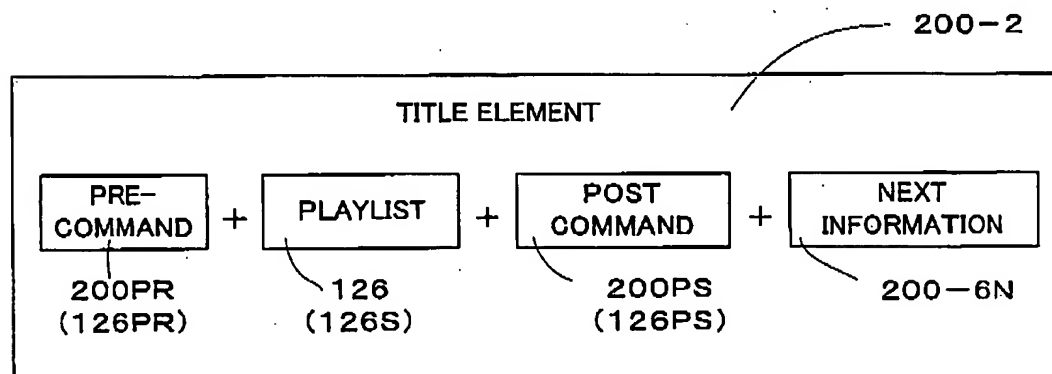 200-2
TITLE ELEMENT
PRE-
COMMAND
+
PLAYLIST
+
POST
COMMAND
+
NEXT
INFORMATION
200PR
(126PR)
126
(126S)
200PS
(126PS)
200-6N